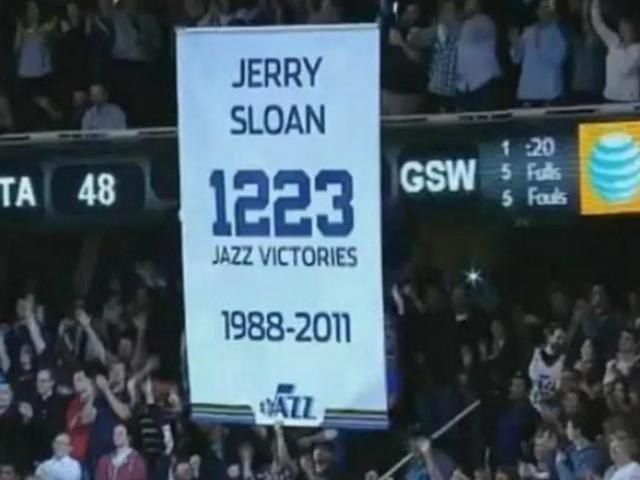 JERRY
SLOAN
1223
JAZZ VICTORIES
1988-2011
JAZZ
TA 48
GSW
1 :20
5 Fulls
5 Fouls